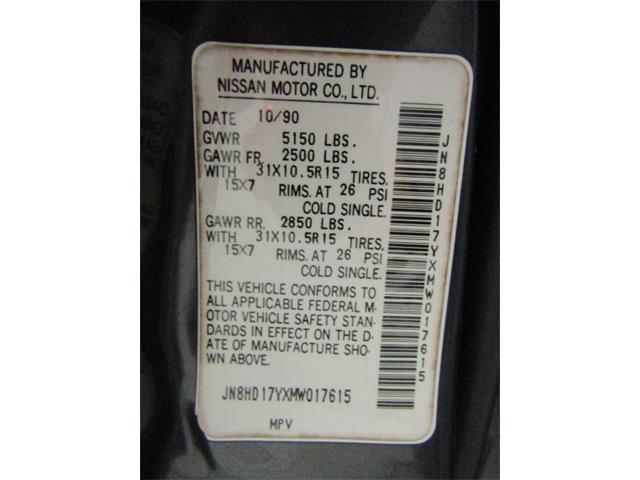 MANUFACTURED BY
NISSAN MOTOR CO., LTD.
DATE 10/90
GVWR 5150 LBS.
GAWR FR. 2500 LBS.
WITH 31X10.5R15 TIRES,
15X7 RIMS. AT 26 PSI
COLD SINGLE.
GAWR RR. 2850 LBS.
WITH 31X10.5R15 TIRES,
15X7 RIMS. AT 26 PSI
COLD SINGLE.
THIS VEHICLE CONFORMS TO
ALL APPLICABLE FEDERAL M-
OTOR VEHICLE SAFETY STAN-
DARDS IN EFFECT ON THE D-
ATE OF MANUFACTURE SHO-
WN ABOVE.
JN8HD17YXMW017615
MPV
JN8HD17YXMW017615